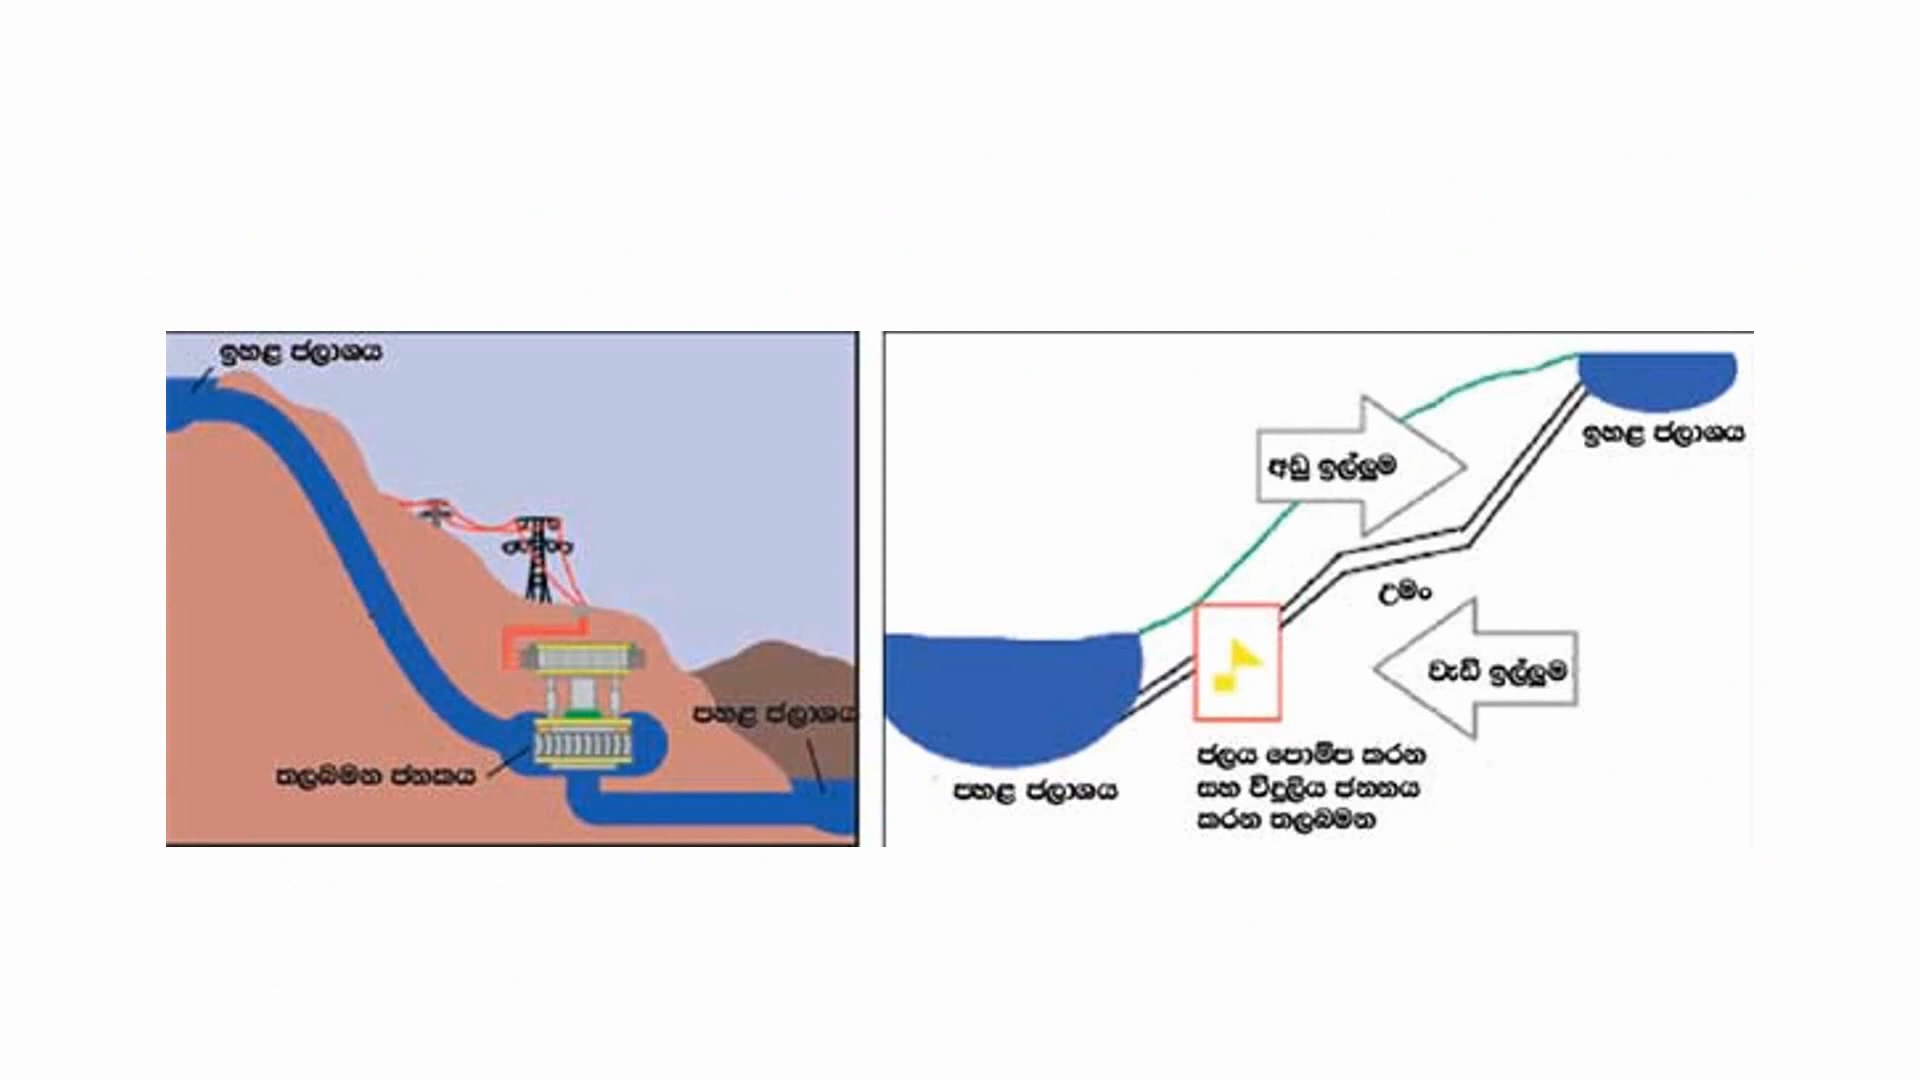 ඉහළ ජලාශය
පහළ ජලාශය
තලබමන ජනකය
ඉහළ ජලාශය
අඩු ඉල්ලුම
උමං
වැඩි ඉල්ලුම
පහළ ජලාශය
ජලය පොම්ප කරන
සහ විදුලිය ජනනය
කරන තලබමන